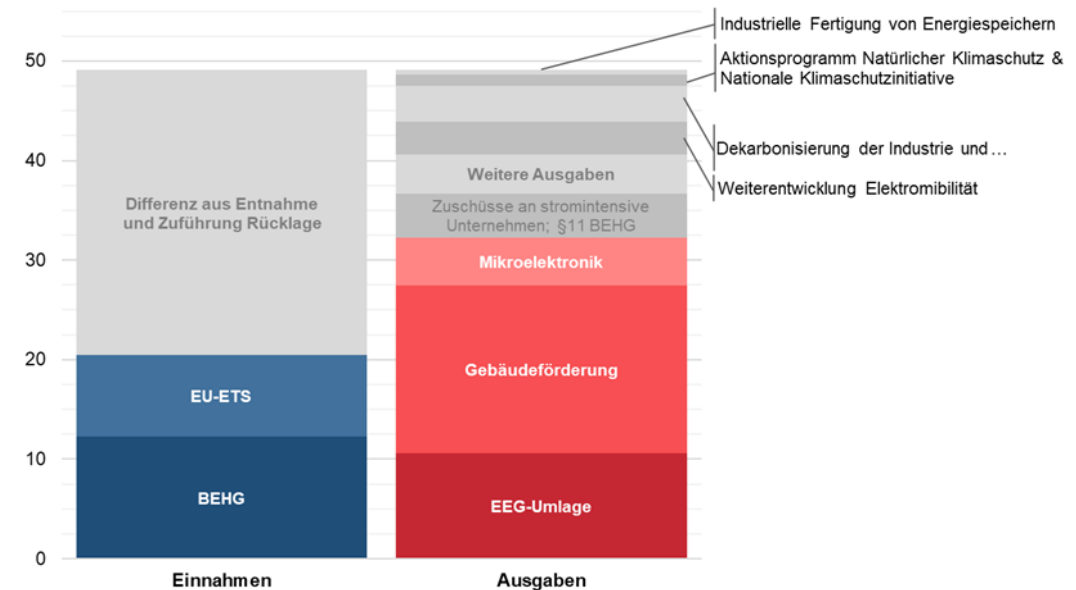 Industrielle Fertigung von Energiespeichern
Aktionsprogramm Natürlicher Klimaschutz &
Nationale Klimaschutzinitiative
Dekarbonisierung der Industrie und ...
Weiterentwicklung Elektromibilität
50
40
30
20
10
0
Differenz aus Entnahme
und Zuführung Rücklage
EU-ETS
BEHG
Weitere Ausgaben
Zuschüsse an stromintensive
Unternehmen; §11 BEHG
Mikroelektronik
Gebäudeförderung
EEG-Umlage
Einnahmen
Ausgaben